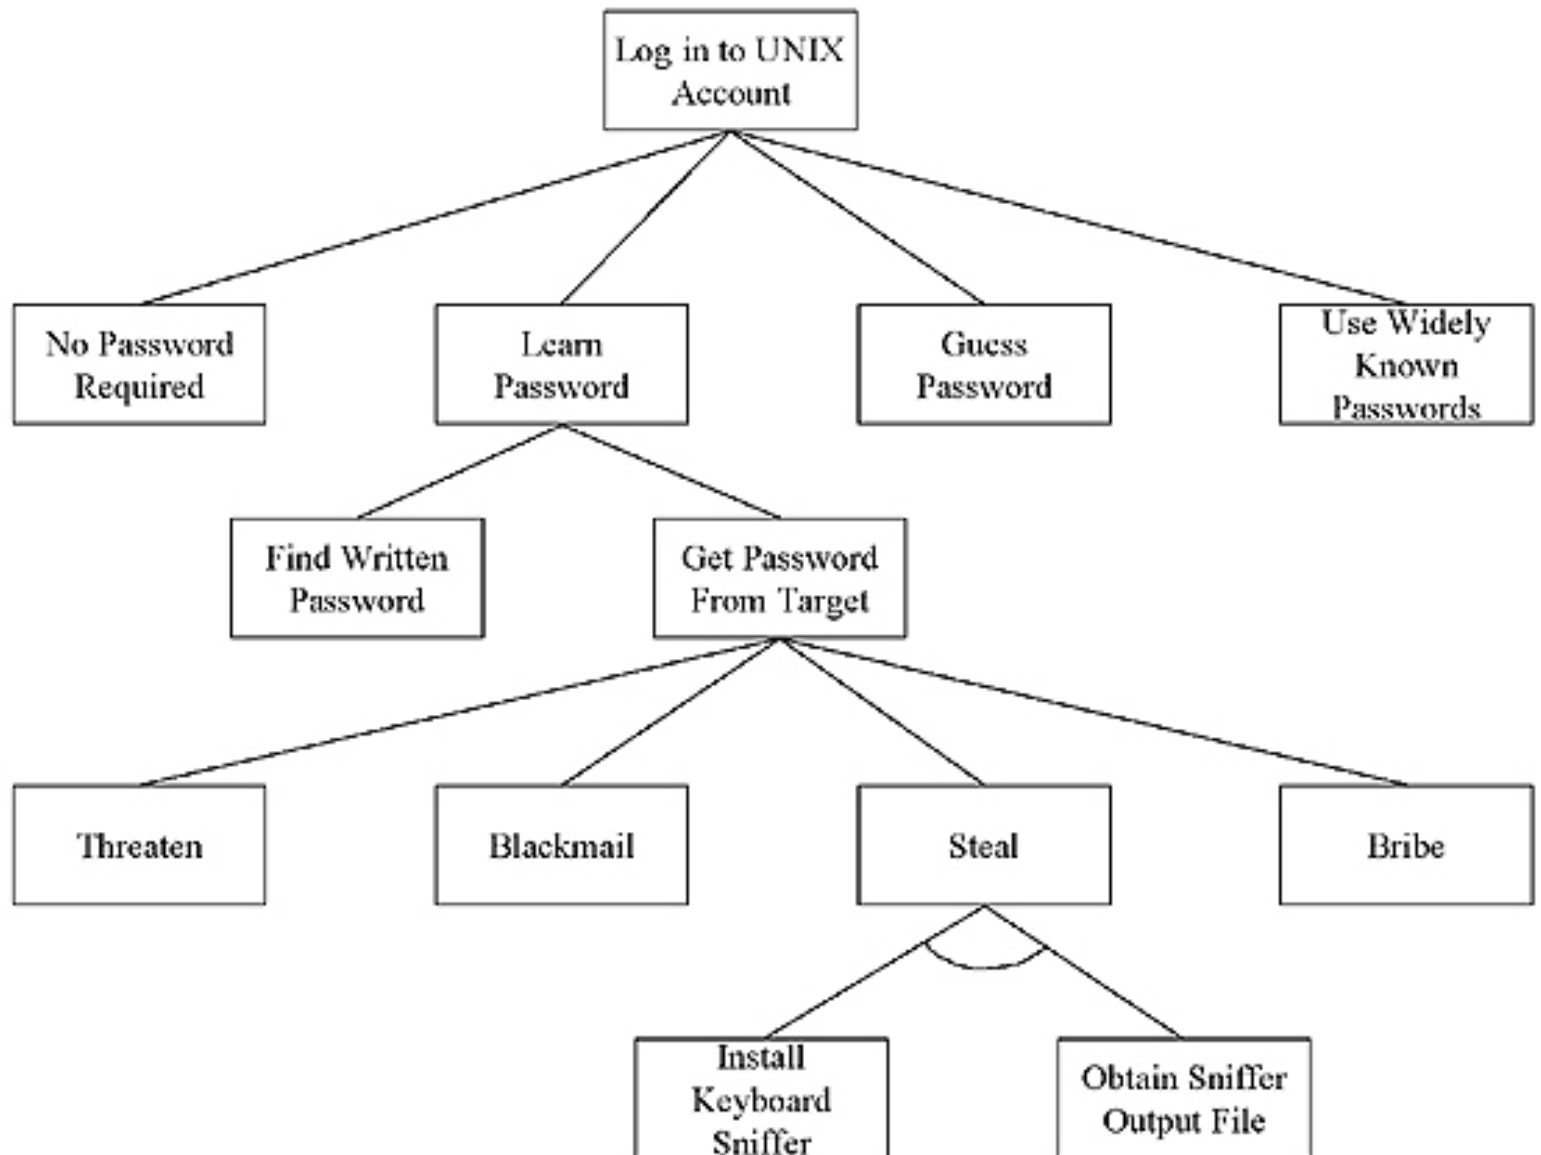 Log in to UNIX
Account
No Password
Required
Learn
Password
Guess
Password
Use Widely
Known
Passwords
Find Written
Password
Get Password
From Target
Threaten
Blackmail
Steal
Bribe
Install
Keyboard
Sniffer
Obtain Sniffer
Output File